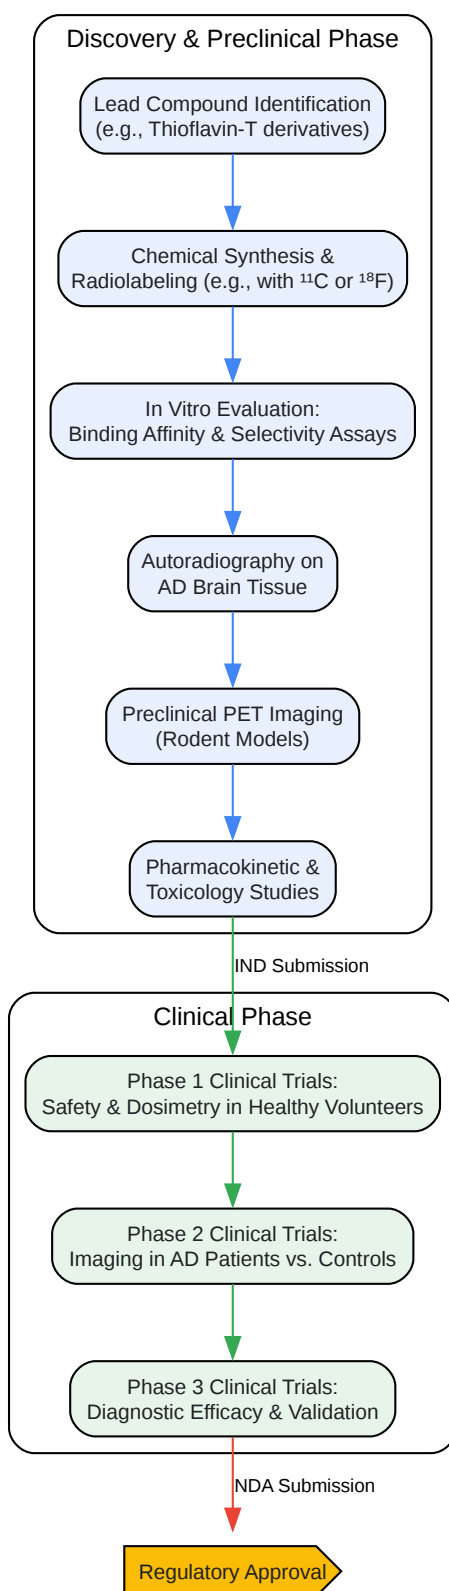 Discovery & Preclinical Phase
Lead Compound Identification
(e.g., Thioflavin-T derivatives)
Chemical Synthesis &
Radiolabeling (e.g., with ¹¹C or ¹⁸F)
In Vitro Evaluation:
Binding Affinity & Selectivity Assays
Autoradiography on
AD Brain Tissue
Preclinical PET Imaging
(Rodent Models)
Pharmacokinetic &
Toxicology Studies
IND Submission
Clinical Phase
Phase 1 Clinical Trials:
Safety & Dosimetry in Healthy Volunteers
Phase 2 Clinical Trials:
Imaging in AD Patients vs. Controls
Phase 3 Clinical Trials:
Diagnostic Efficacy & Validation
NDA Submission
Regulatory Approval